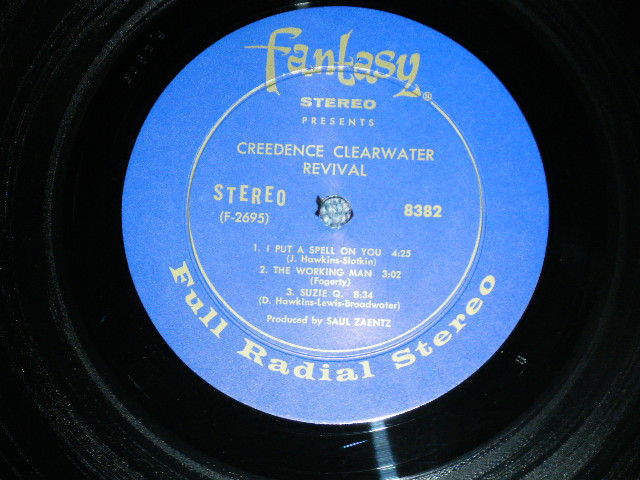 Fantasy®
STEREO
PRESENTS
CREEDENCE CLEARWATER
REVIVAL
STEREO
(F-2695)
8382
1. I PUT A SPELL ON YOU 4:25
(J. Hawkins-Slotkin)
2. THE WORKING MAN 3:02
(Fogerty)
3. SUZIE Q. 8:34
(D. Hawkins-Lewis-Broadwater)
Produced by SAUL ZAENTZ
Full Radial Stereo